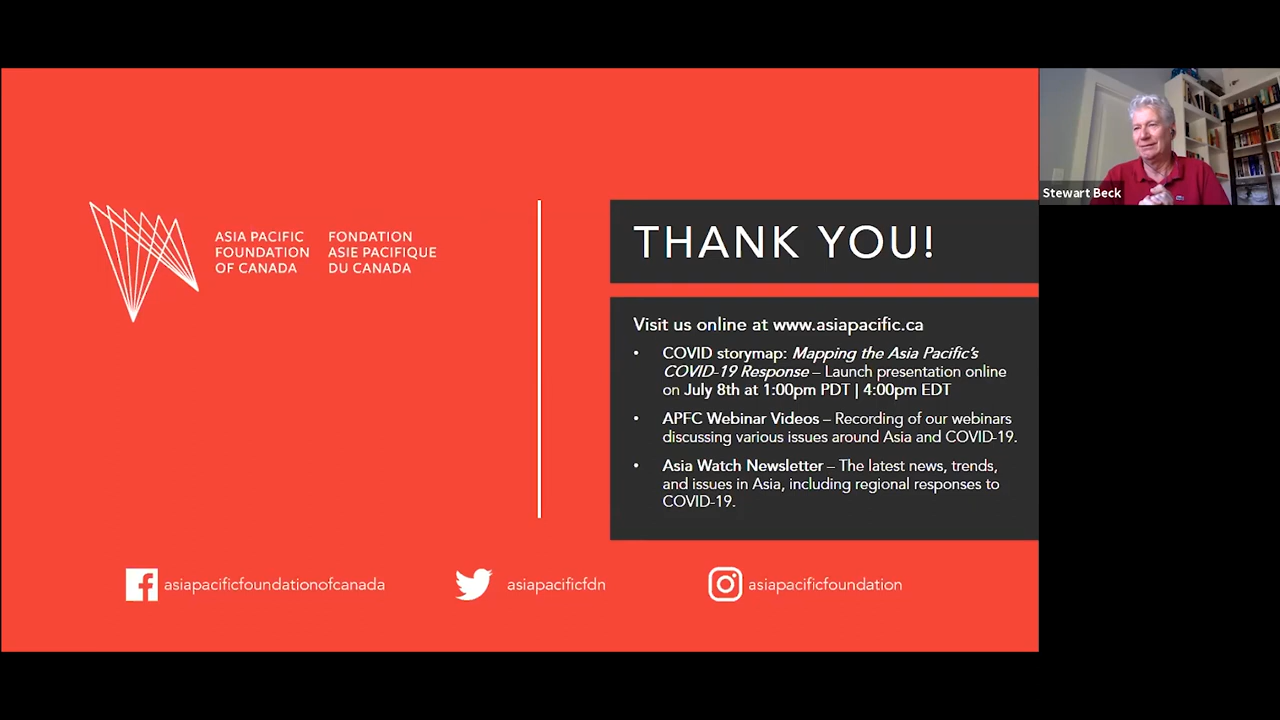 ASIA PACIFIC
FOUNDATION
OF CANADA
FONDATION
ASIE PACIFIQUE
DU CANADA
THANK YOU!
Visit us online at www.asiapacific.ca
• COVID storymap: Mapping the Asia Pacific's
COVID-19 Response – Launch presentation online
on July 8th at 1:00pm PDT | 4:00pm EDT
• APFC Webinar Videos – Recording of our webinars
discussing various issues around Asia and COVID-19.
• Asia Watch Newsletter – The latest news, trends,
and issues in Asia, including regional responses to
COVID-19.
asiapacificfoundationofcanada
asiapacificfdn
asiapacificfoundation
Stewart Beck